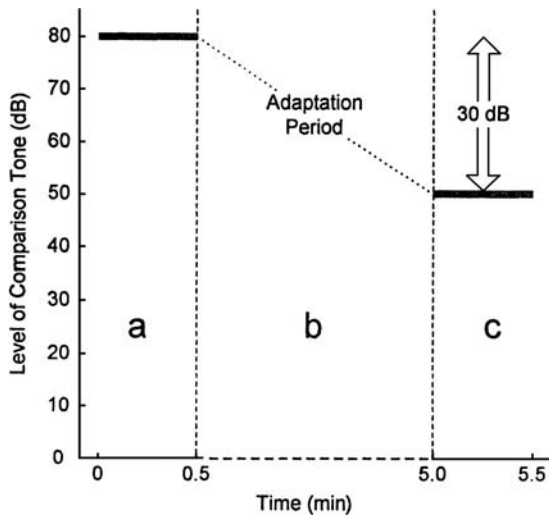 Level of Comparison Tone (dB)
80
70
60
50
40
30
20
10
0
Adaptation
Period
30 dB
a
b
c
0
0.5
5.0
5.5
Time (min)